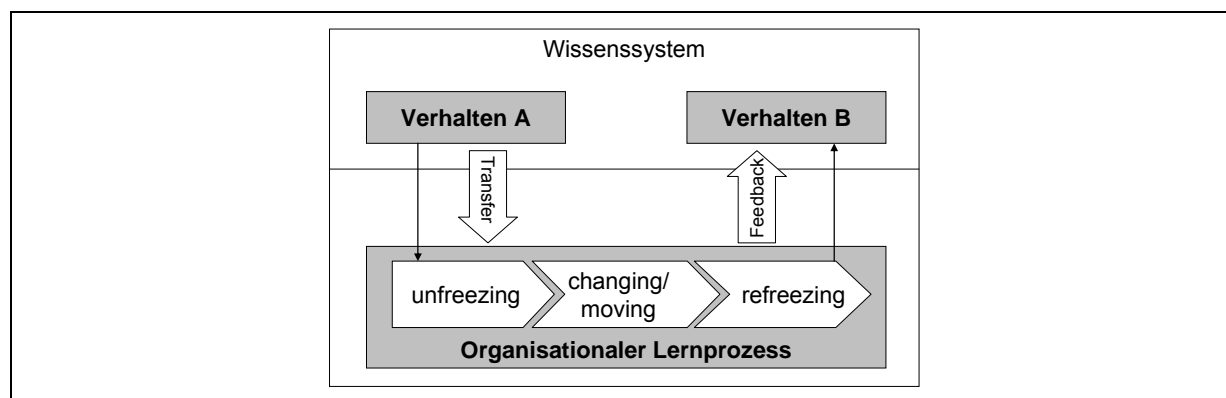 Wissenssystem
Verhalten A
Verhalten B
Transfer
Feedback
unfreezing
changing/
moving
refreezing
Organisationaler Lernprozess